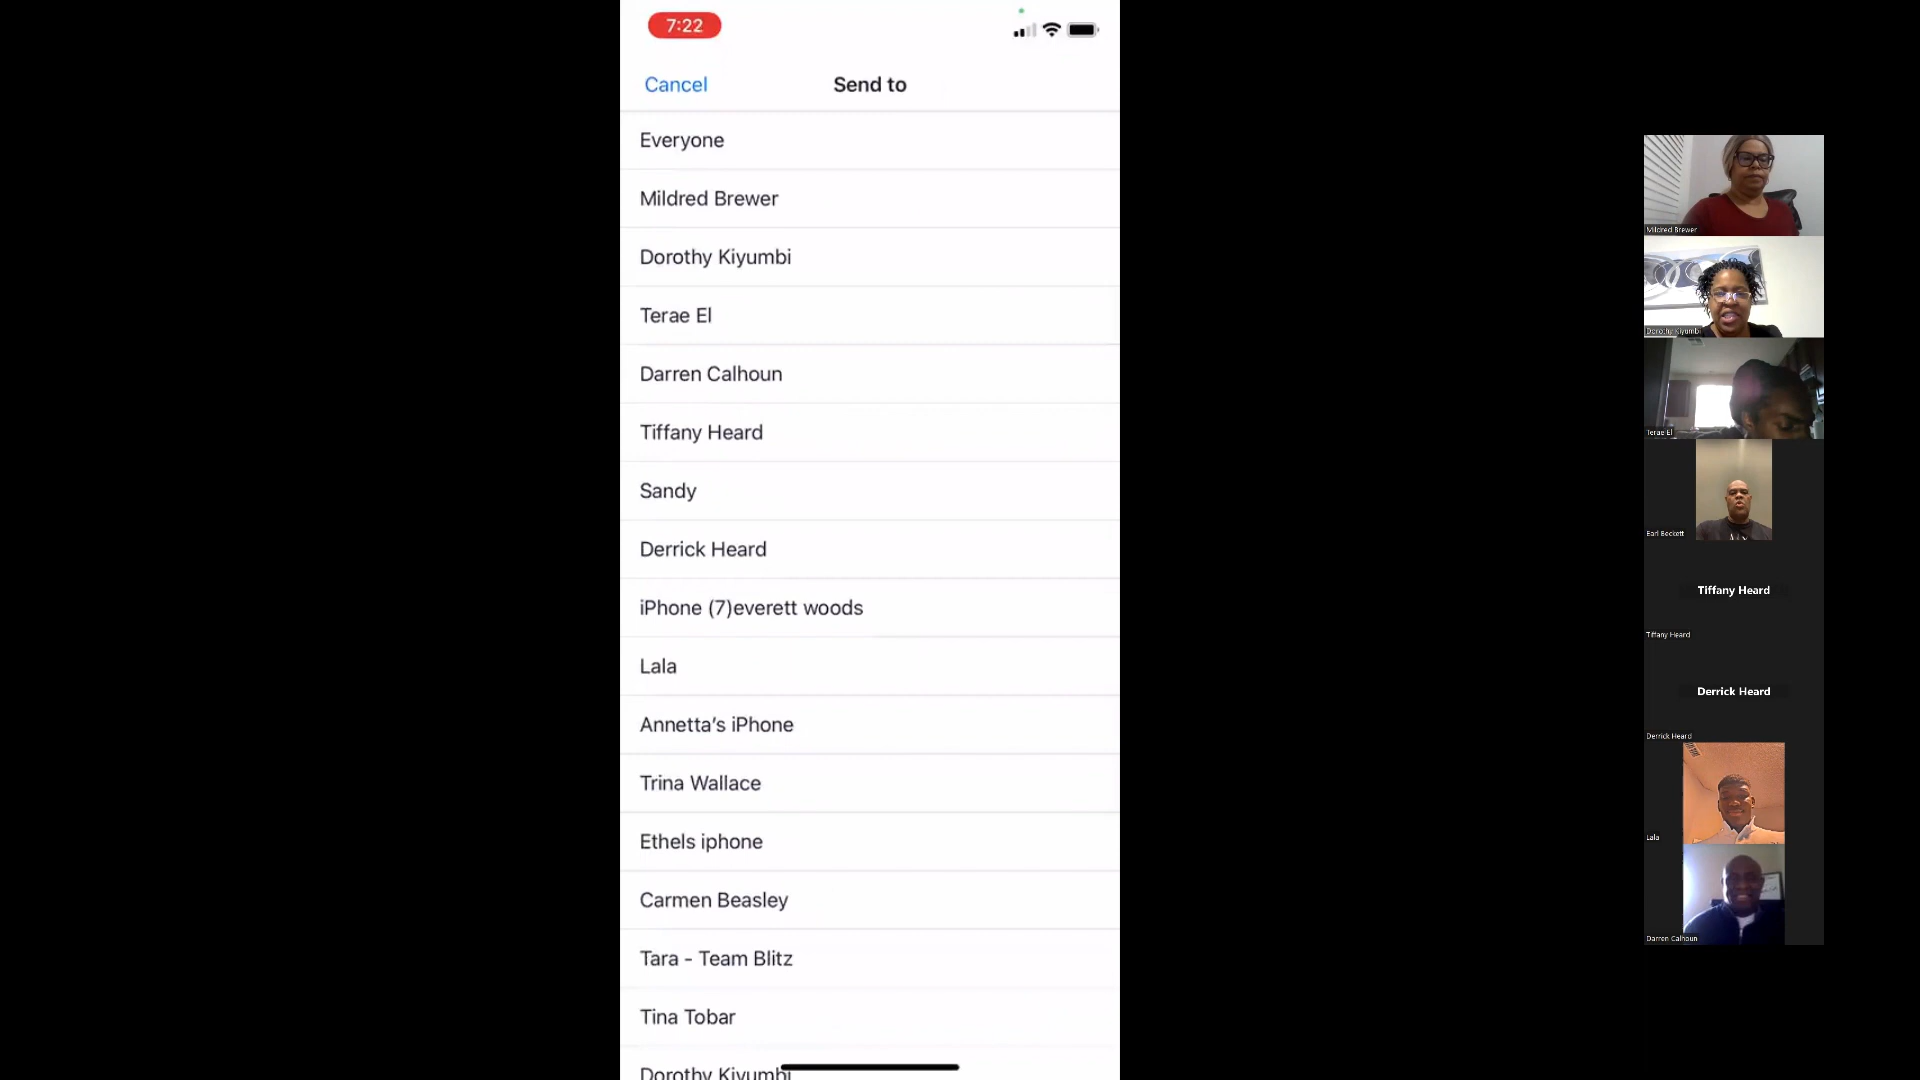 7:22
Cancel
Send to
Everyone
Mildred Brewer
Dorothy Kiyumbi
Terae El
Darren Calhoun
Tiffany Heard
Sandy
Derrick Heard
iPhone (7)everett woods
Lala
Annetta’s iPhone
Trina Wallace
Ethels iphone
Carmen Beasley
Tara - Team Blitz
Tina Tobar
Dorothy Kiyumbi
Mildred Brewer
Dorothy Kiyumbi
Terae El
Earl Beckett
Tiffany Heard
Tiffany Heard
Derrick Heard
Derrick Heard
Lala
Darren Calhoun